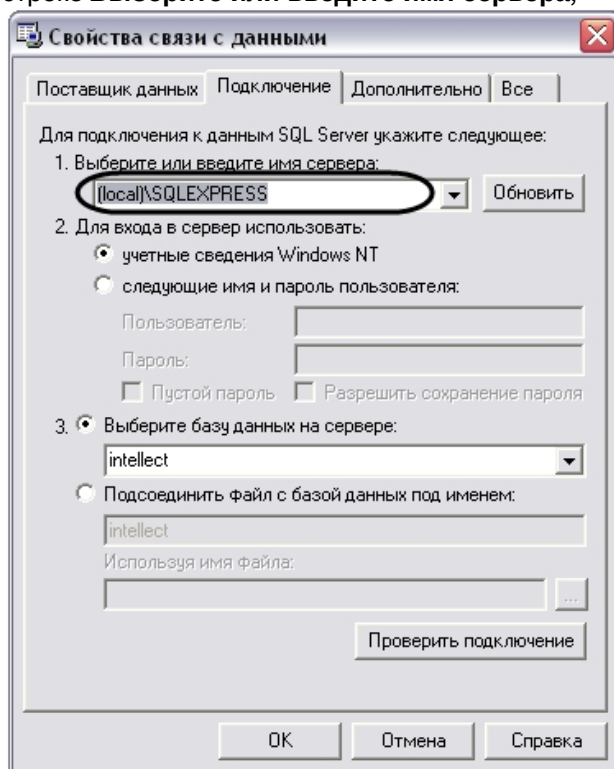 строке Выберите или введите имя сервера,
Свойства связи с данными
Поставщик данных Подключение Дополнительно Все
Для подключения к данным SQL Server укажите следующее:
1. Выберите или введите имя сервера:
(local)\SQLEXPRESS Обновить
2. Для входа в сервер использовать:
учетные сведения Windows NT
следующие имя и пароль пользователя:
Пользователь:
Пароль:
Пустой пароль Разрешить сохранение пароля
3. Выберите базу данных на сервере:
intellect
Подсоединить файл с базой данных под именем:
intellect
Используя имя файла:
...
Проверить подключение
OK Отмена Справка